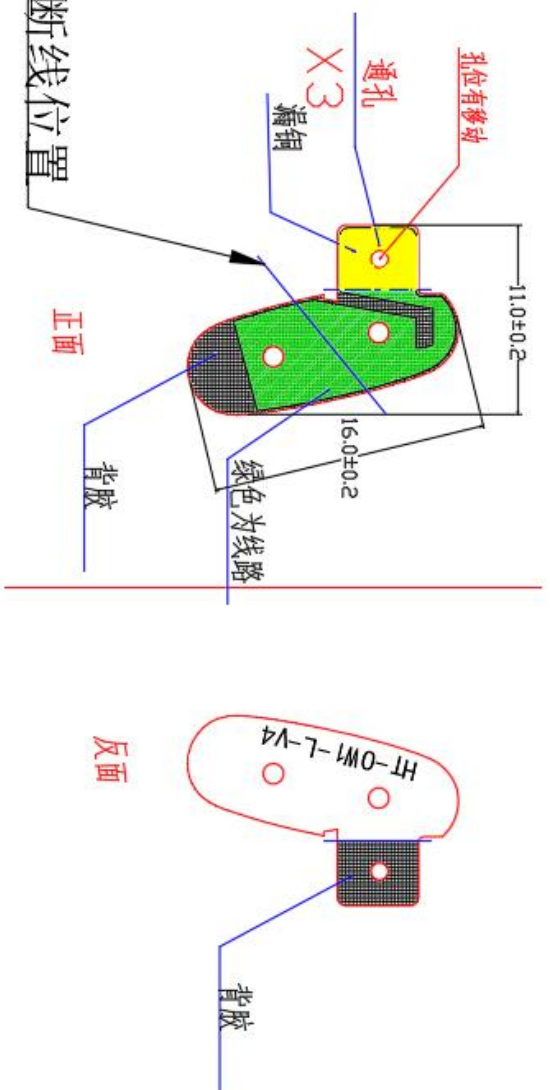 孔位有移动
通孔
X3
漏铜
断线位置
11.0±0.2
16.0±0.2
正面
背胶
绿色为线路
反面
HT-OW1-L-V4
背胶